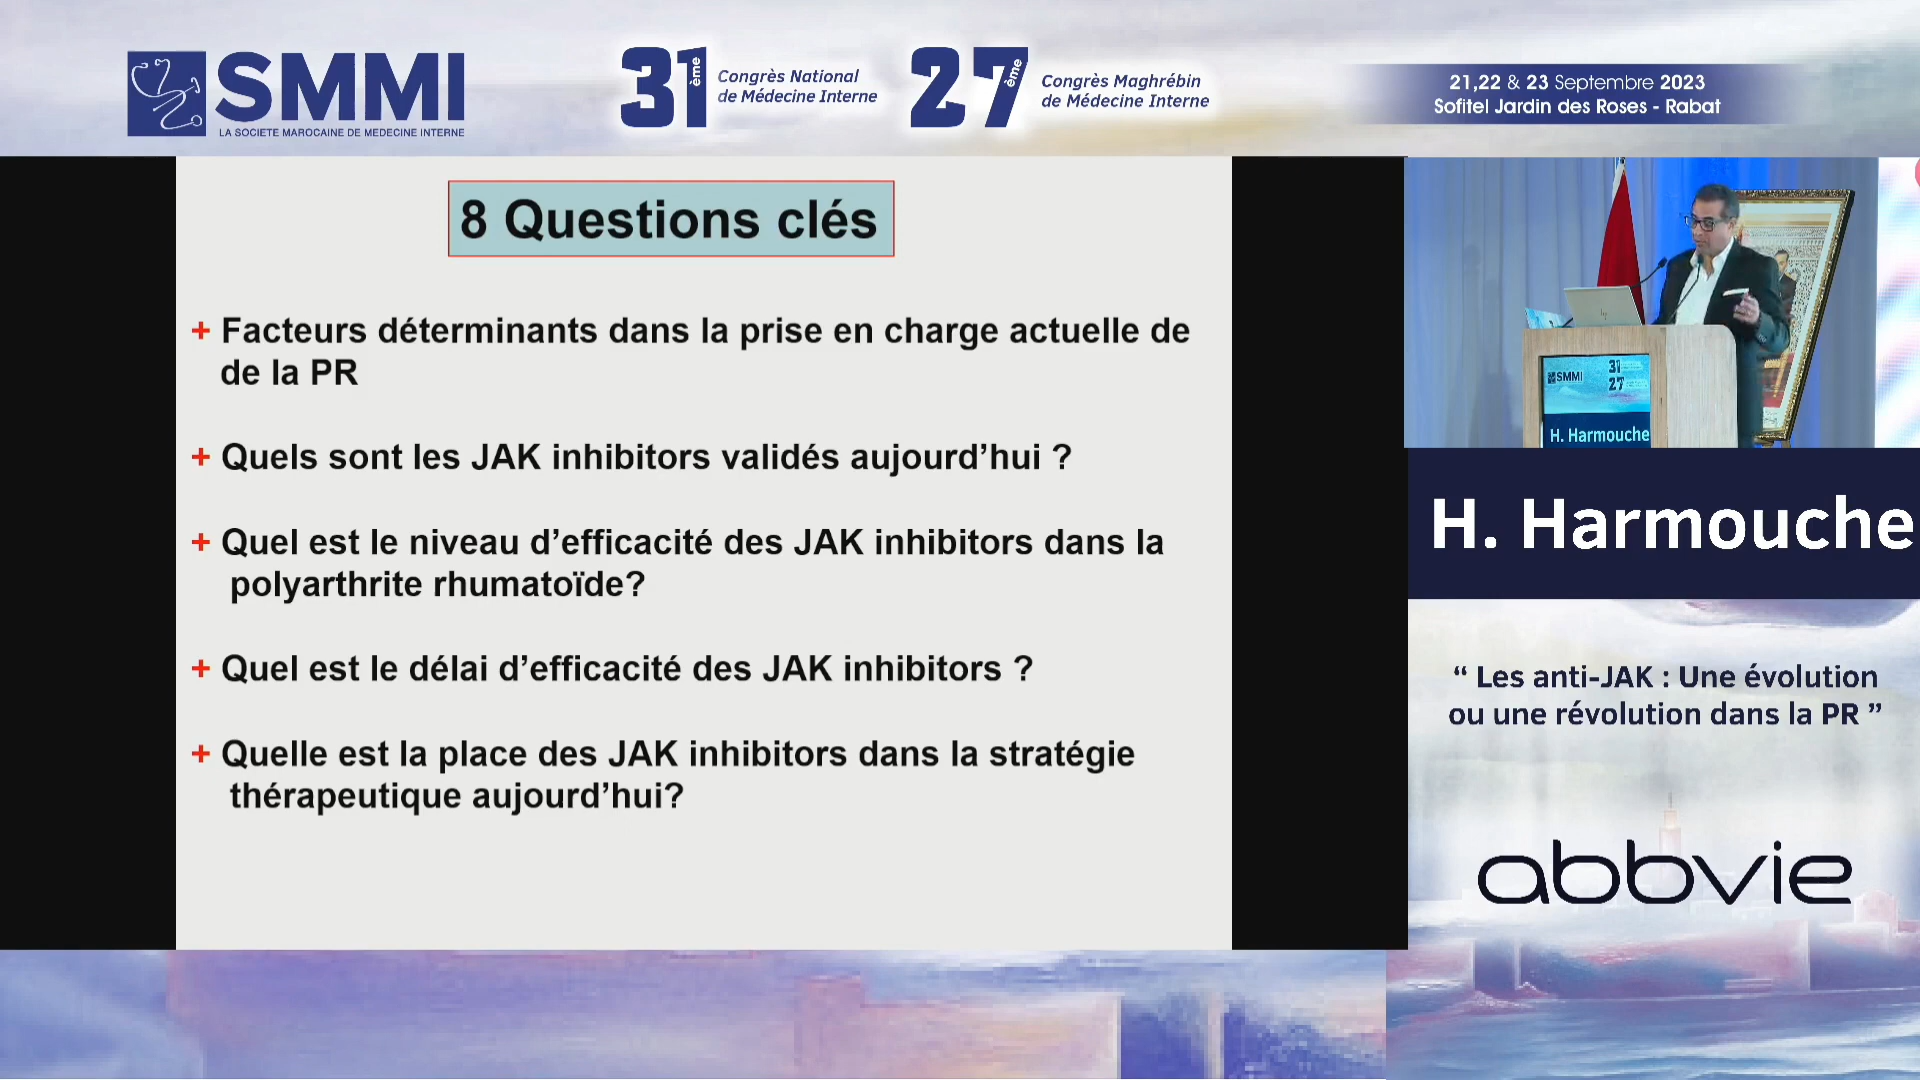 SMMI
LA SOCIETE MAROCAINE DE MEDECINE INTERNE
31ème
Congrès National
de Médecine Interne
27ème
Congrès Maghrébin
de Médecine Interne
21,22 & 23 Septembre 2023
Sofitel Jardin des Roses - Rabat
8 Questions clés
+ Facteurs déterminants dans la prise en charge actuelle de
de la PR
+ Quels sont les JAK inhibitors validés aujourd’hui ?
+ Quel est le niveau d’efficacité des JAK inhibitors dans la
polyarthrite rhumatoïde?
+ Quel est le délai d’efficacité des JAK inhibitors ?
+ Quelle est la place des JAK inhibitors dans la stratégie
thérapeutique aujourd’hui?
SMMI
31
27
H. Harmouche
H. Harmouche
“ Les anti-JAK : Une évolution
ou une révolution dans la PR ”
abbvie